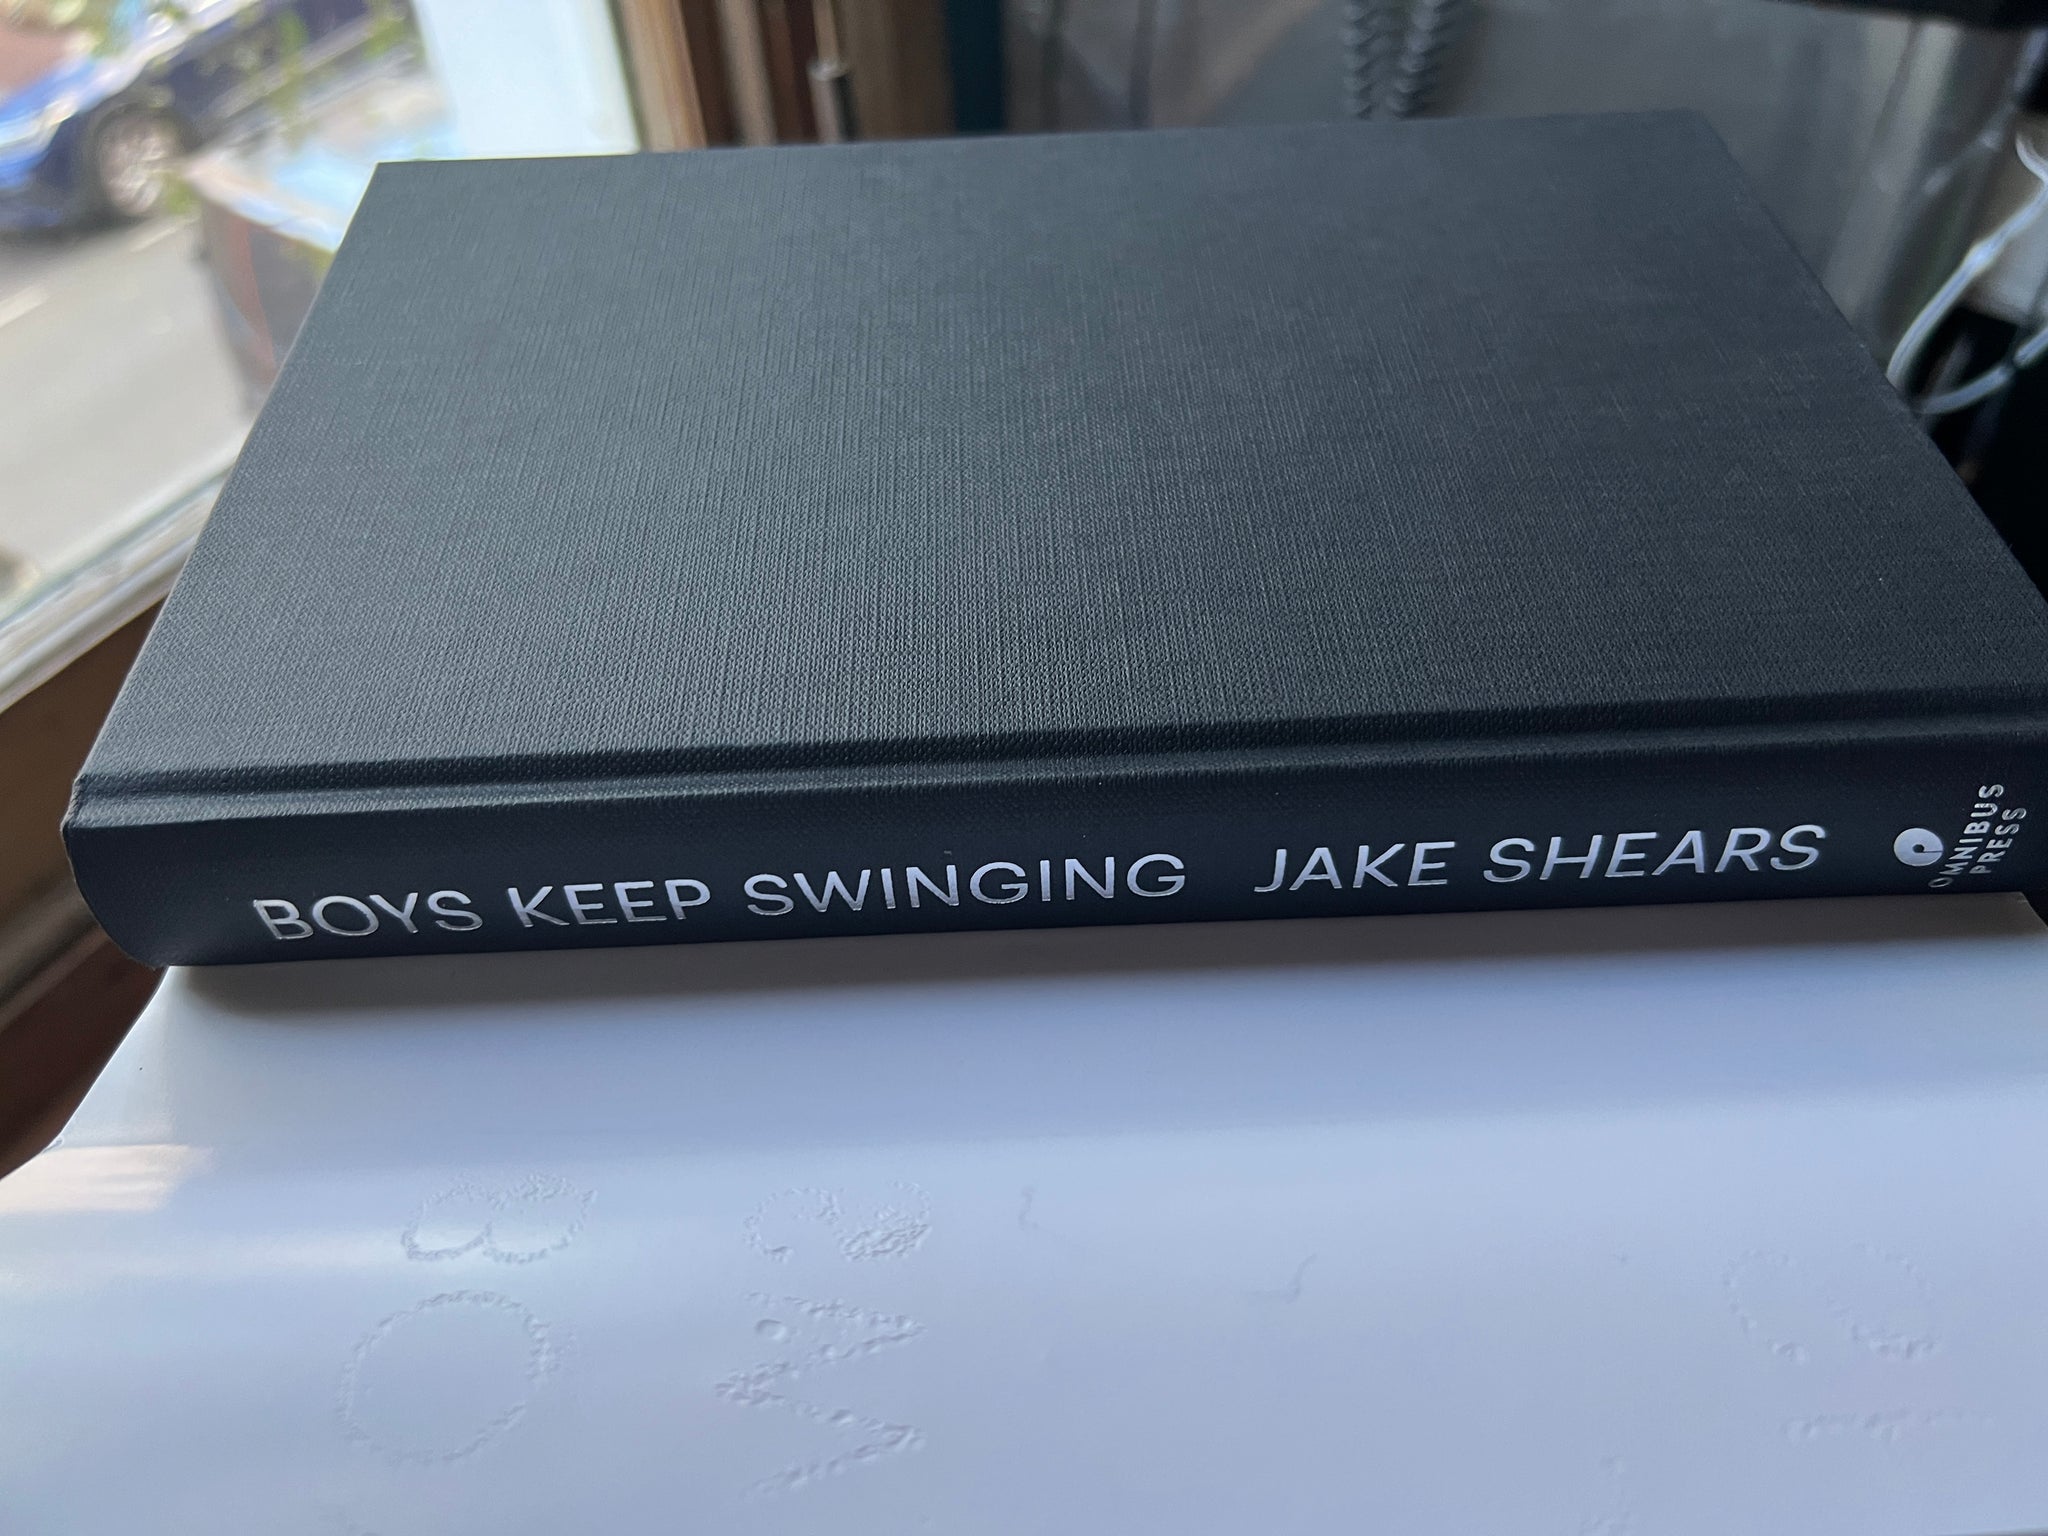 BOYS KEEP SWINGING JAKE SHEARS
OMNIBUS
PRESS